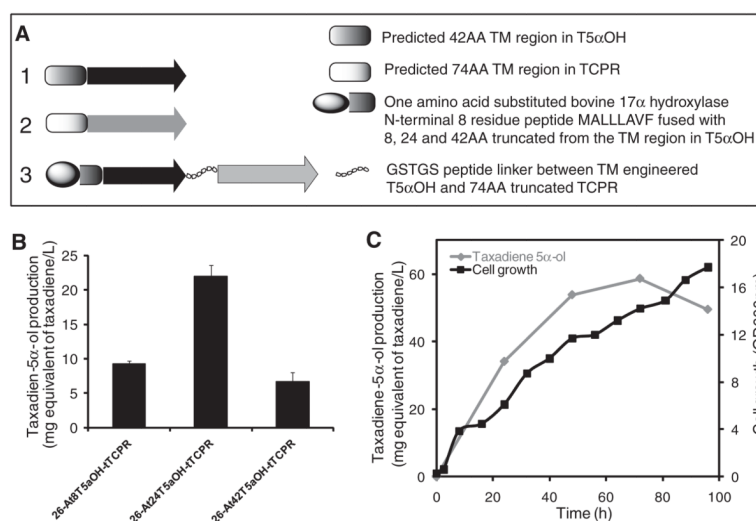 A
1
2
3
Predicted 42AA TM region in T5αOH
Predicted 74AA TM region in TCPR
One amino acid substituted bovine 17α hydroxylase
N-terminal 8 residue peptide MALLLAVF fused with
8, 24 and 42AA truncated from the TM region in T5αOH
GSTGS peptide linker between TM engineered
T5αOH and 74AA truncated TCPR
B
Taxadien-5α-ol production
(mg equivalent of taxadiene/L)
25
20
15
10
5
0
26-At8T5aOH-tTCPR
26-At24T5aOH-tTCPR
26-At42T5aOH-tTCPR
C
Taxadiene 5α-ol
Cell growth
Taxadiene-5α-ol production
(mg equivalent of taxadiene/L)
60
40
20
0
20
16
12
8
4
0
0
20
40
60
80
100
Time (h)